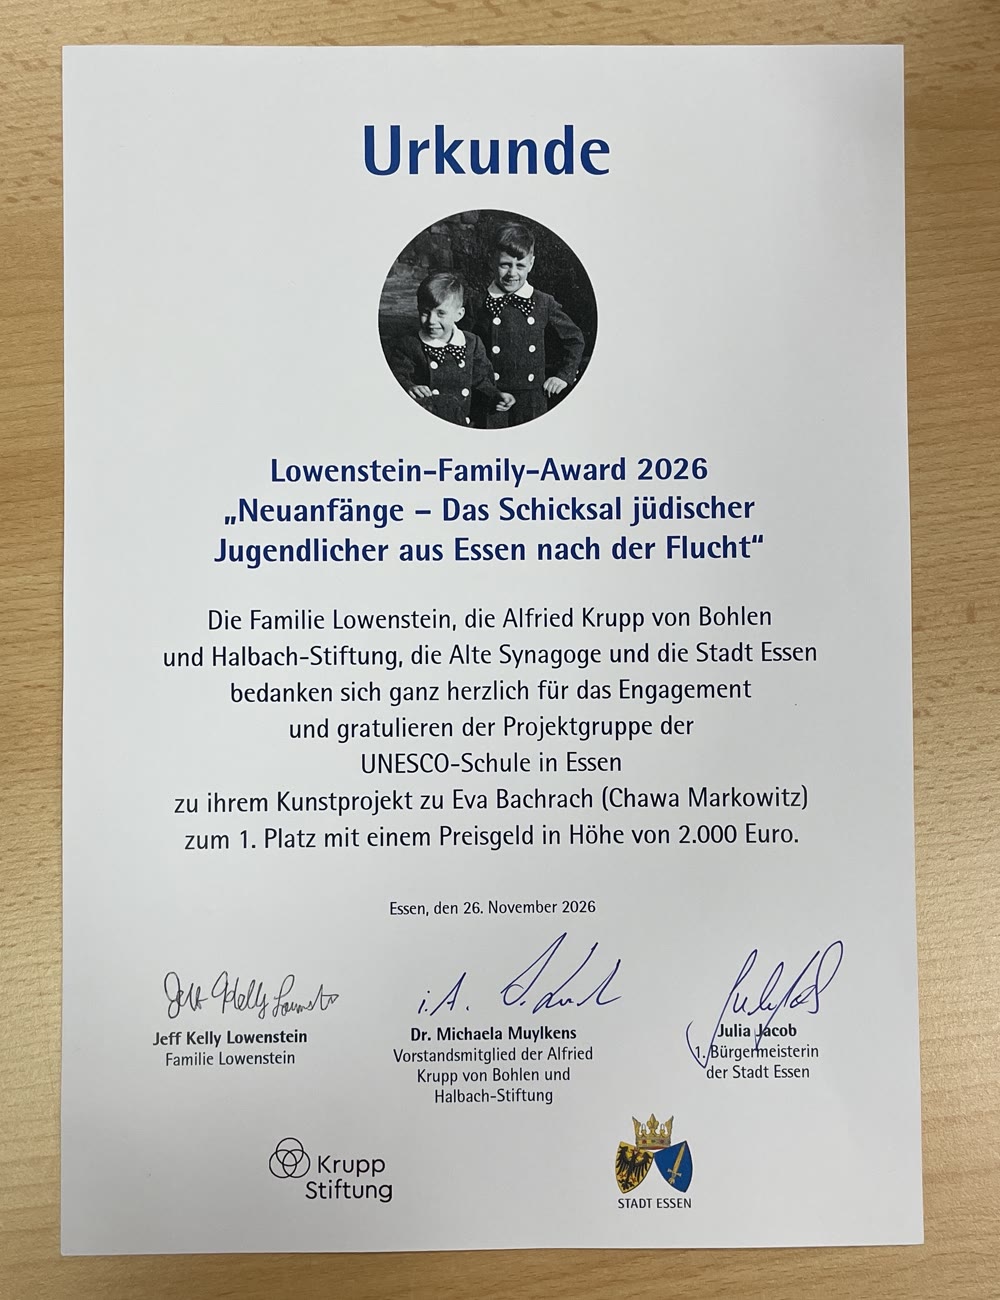 Urkunde
Lowenstein-Family-Award 2026
„Neuanfänge – Das Schicksal jüdischer
Jugendlicher aus Essen nach der Flucht“
Die Familie Lowenstein, die Alfried Krupp von Bohlen
und Halbach-Stiftung, die Alte Synagoge und die Stadt Essen
bedanken sich ganz herzlich für das Engagement
und gratulieren der Projektgruppe der
UNESCO-Schule in Essen
zu ihrem Kunstprojekt zu Eva Bachrach (Chawa Markowitz)
zum 1. Platz mit einem Preisgeld in Höhe von 2.000 Euro.
Essen, den 26. November 2026
Jeff Kelly Lowenstein
i.A.
Jeff Kelly Lowenstein
Familie Lowenstein
Dr. Michaela Muylkens
Vorstandsmitglied der Alfried
Krupp von Bohlen und
Halbach-Stiftung
Julia Jacob
1. Bürgermeisterin
der Stadt Essen
Krupp
Stiftung
STADT ESSEN